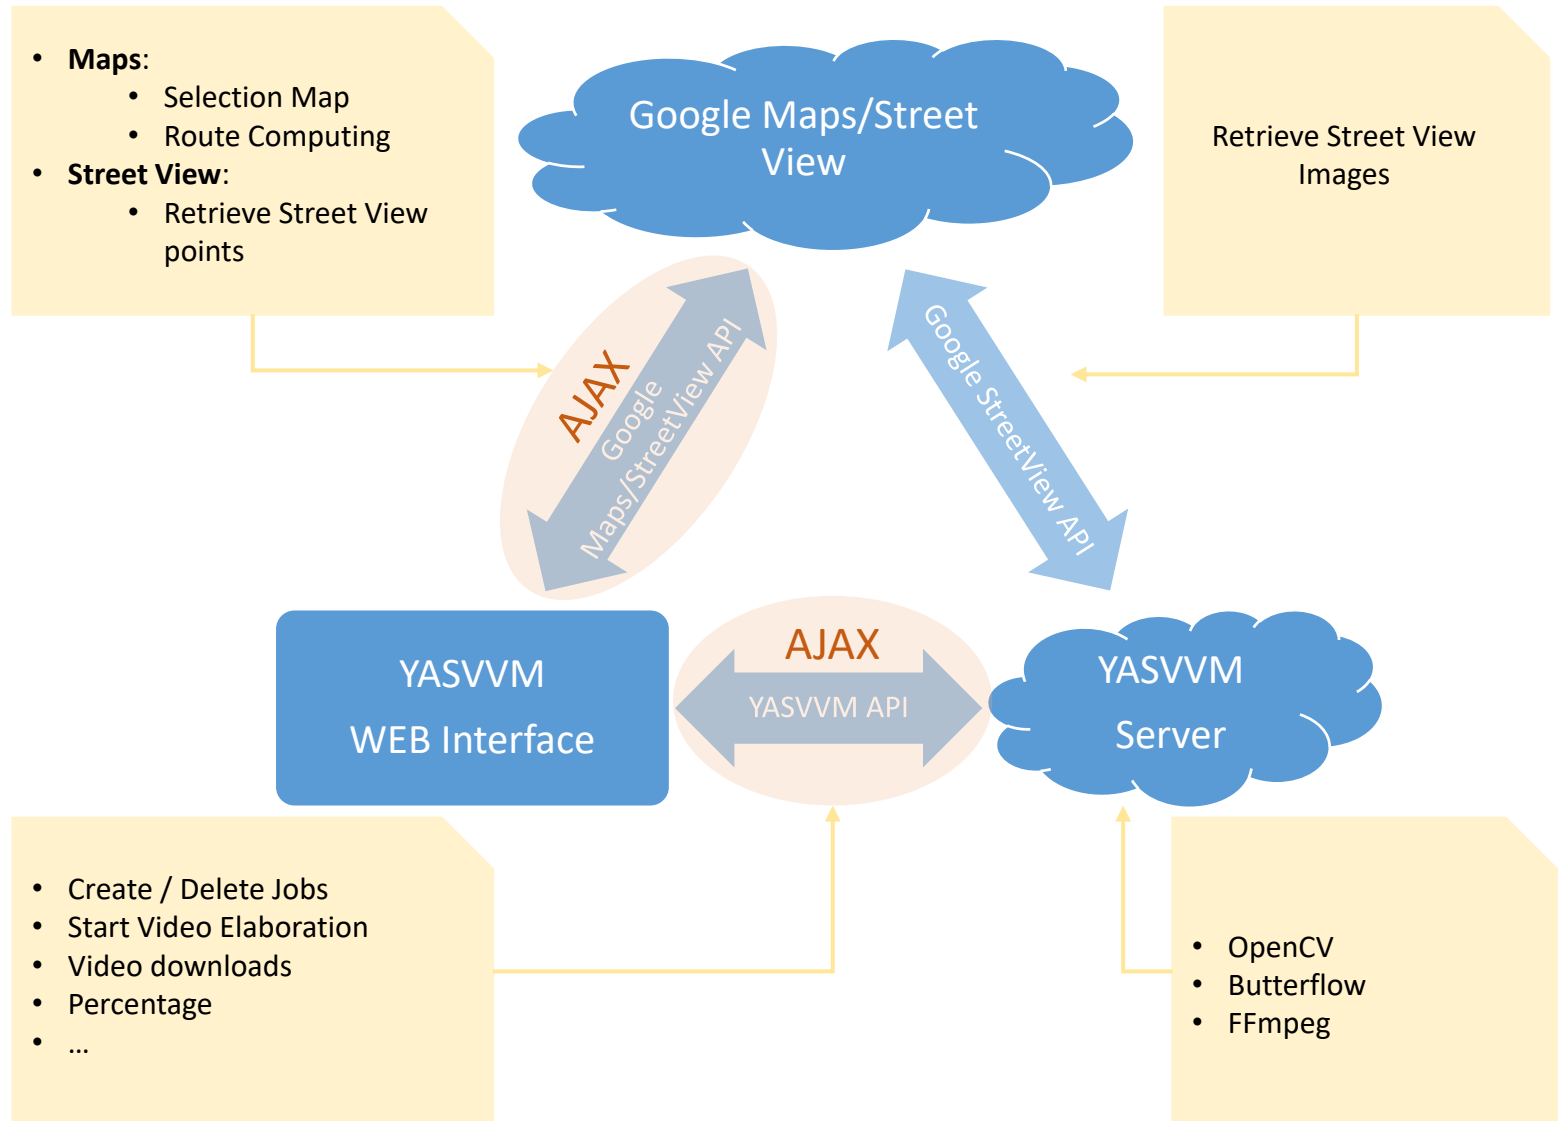 • Maps:
• Selection Map
• Route Computing
• Street View:
• Retrieve Street View
points
Google Maps/Street
View
Retrieve Street View
Images
AJAX
Google
Maps/StreetView API
Google StreetView API
YASVVM
WEB Interface
AJAX
YASVVM API
YASVVM
Server
• Create / Delete Jobs
• Start Video Elaboration
• Video downloads
• Percentage
• ...
• OpenCV
• Butterflow
• FFmpeg